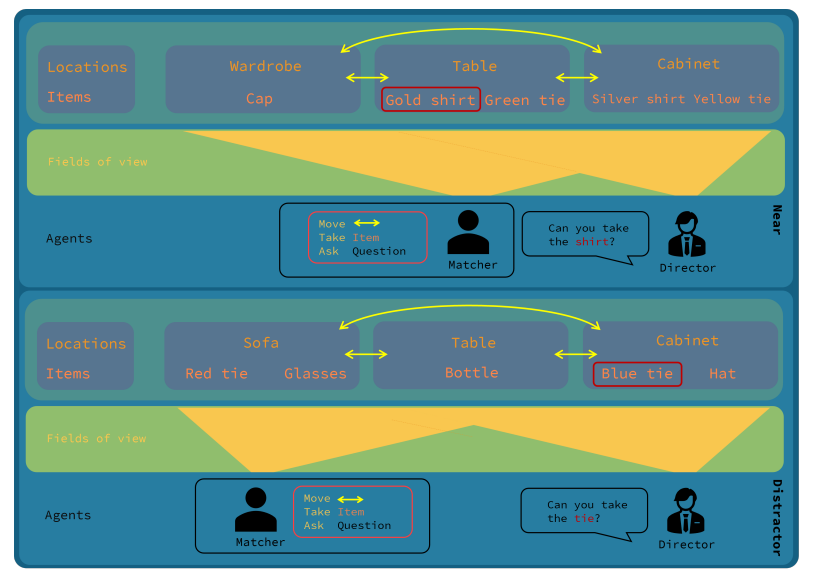 Locations
Items
Wardrobe
Cap
Table
Gold shirt Green tie
Cabinet
Silver shirt Yellow tie
Fields of view
Agents
Move
Take Item
Ask Question
Matcher
Can you take
the shirt?
Director
Near
Locations
Items
Sofa
Red tie Glasses
Table
Bottle
Cabinet
Blue tie Hat
Fields of view
Agents
Matcher
Move
Take Item
Ask Question
Can you take
the tie?
Director
Distractor